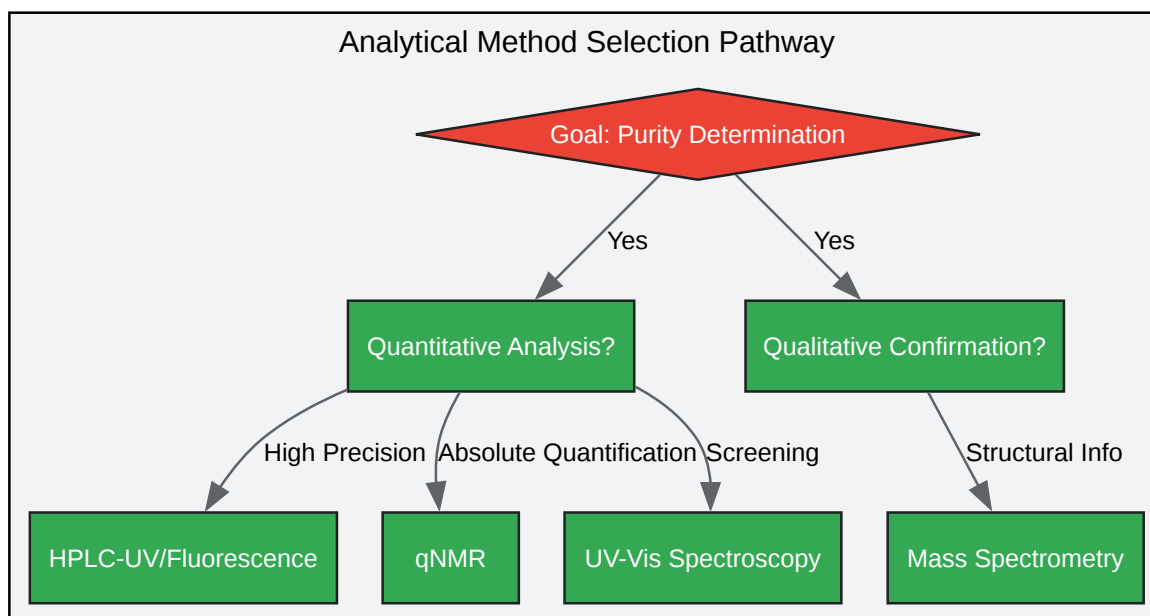 Analytical Method Selection Pathway
Goal: Purity Determination
Yes
Yes
Quantitative Analysis?
Qualitative Confirmation?
High Precision
Absolute Quantification
Screening
Structural Info
HPLC-UV/Fluorescence
qNMR
UV-Vis Spectroscopy
Mass Spectrometry